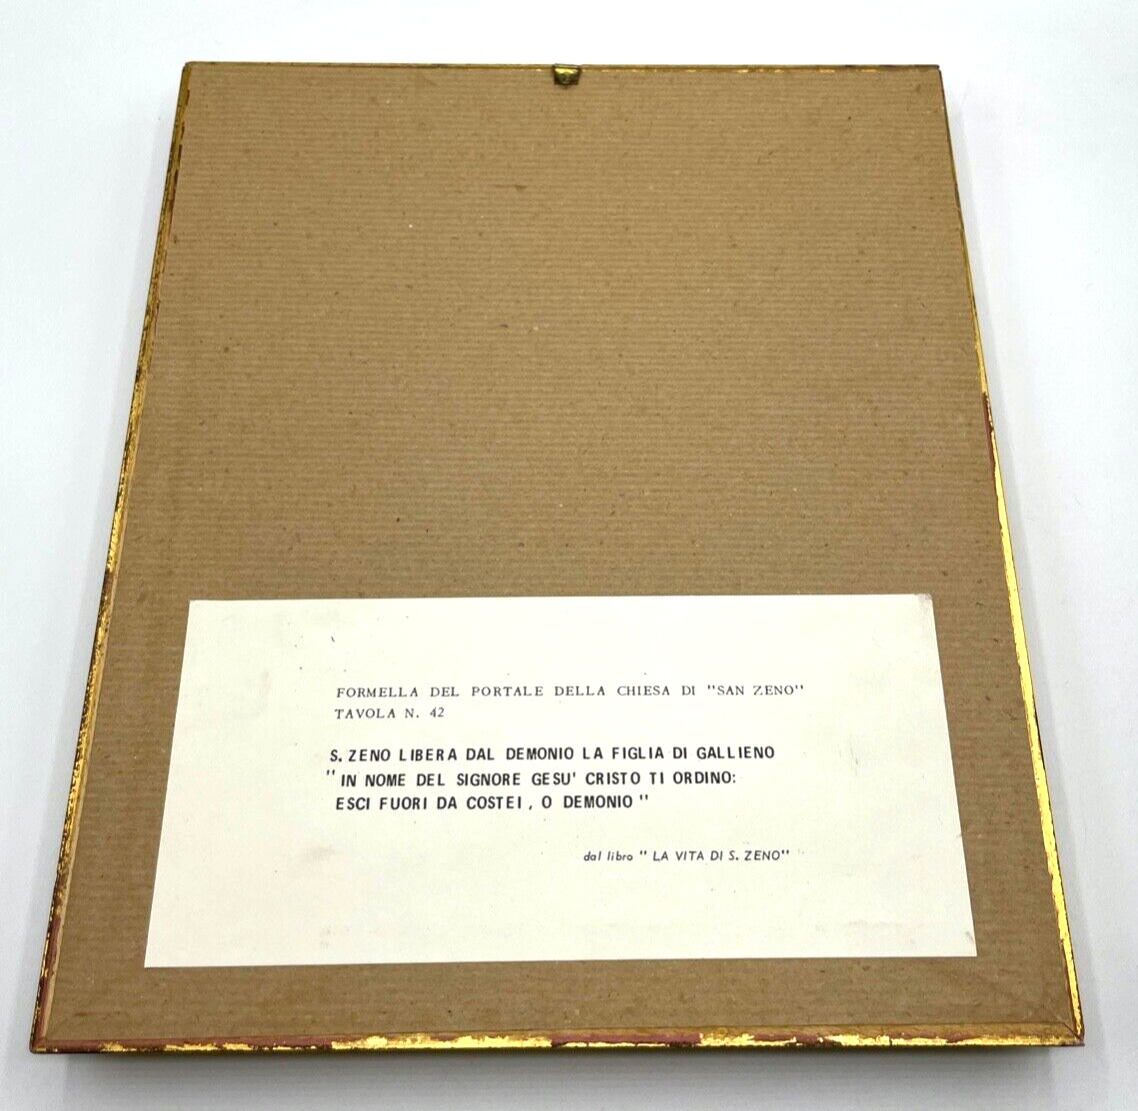 FORMELLA DEL PORTALE DELLA CHIESA DI "SAN ZENO"
TAVOLA N. 42
S. ZENO LIBERA DAL DEMONIO LA FIGLIA DI GALLIENO
" IN NOME DEL SIGNORE GESU' CRISTO TI ORDINO:
ESCI FUORI DA COSTEI, O DEMONIO "
dal libro " LA VITA DI S. ZENO"